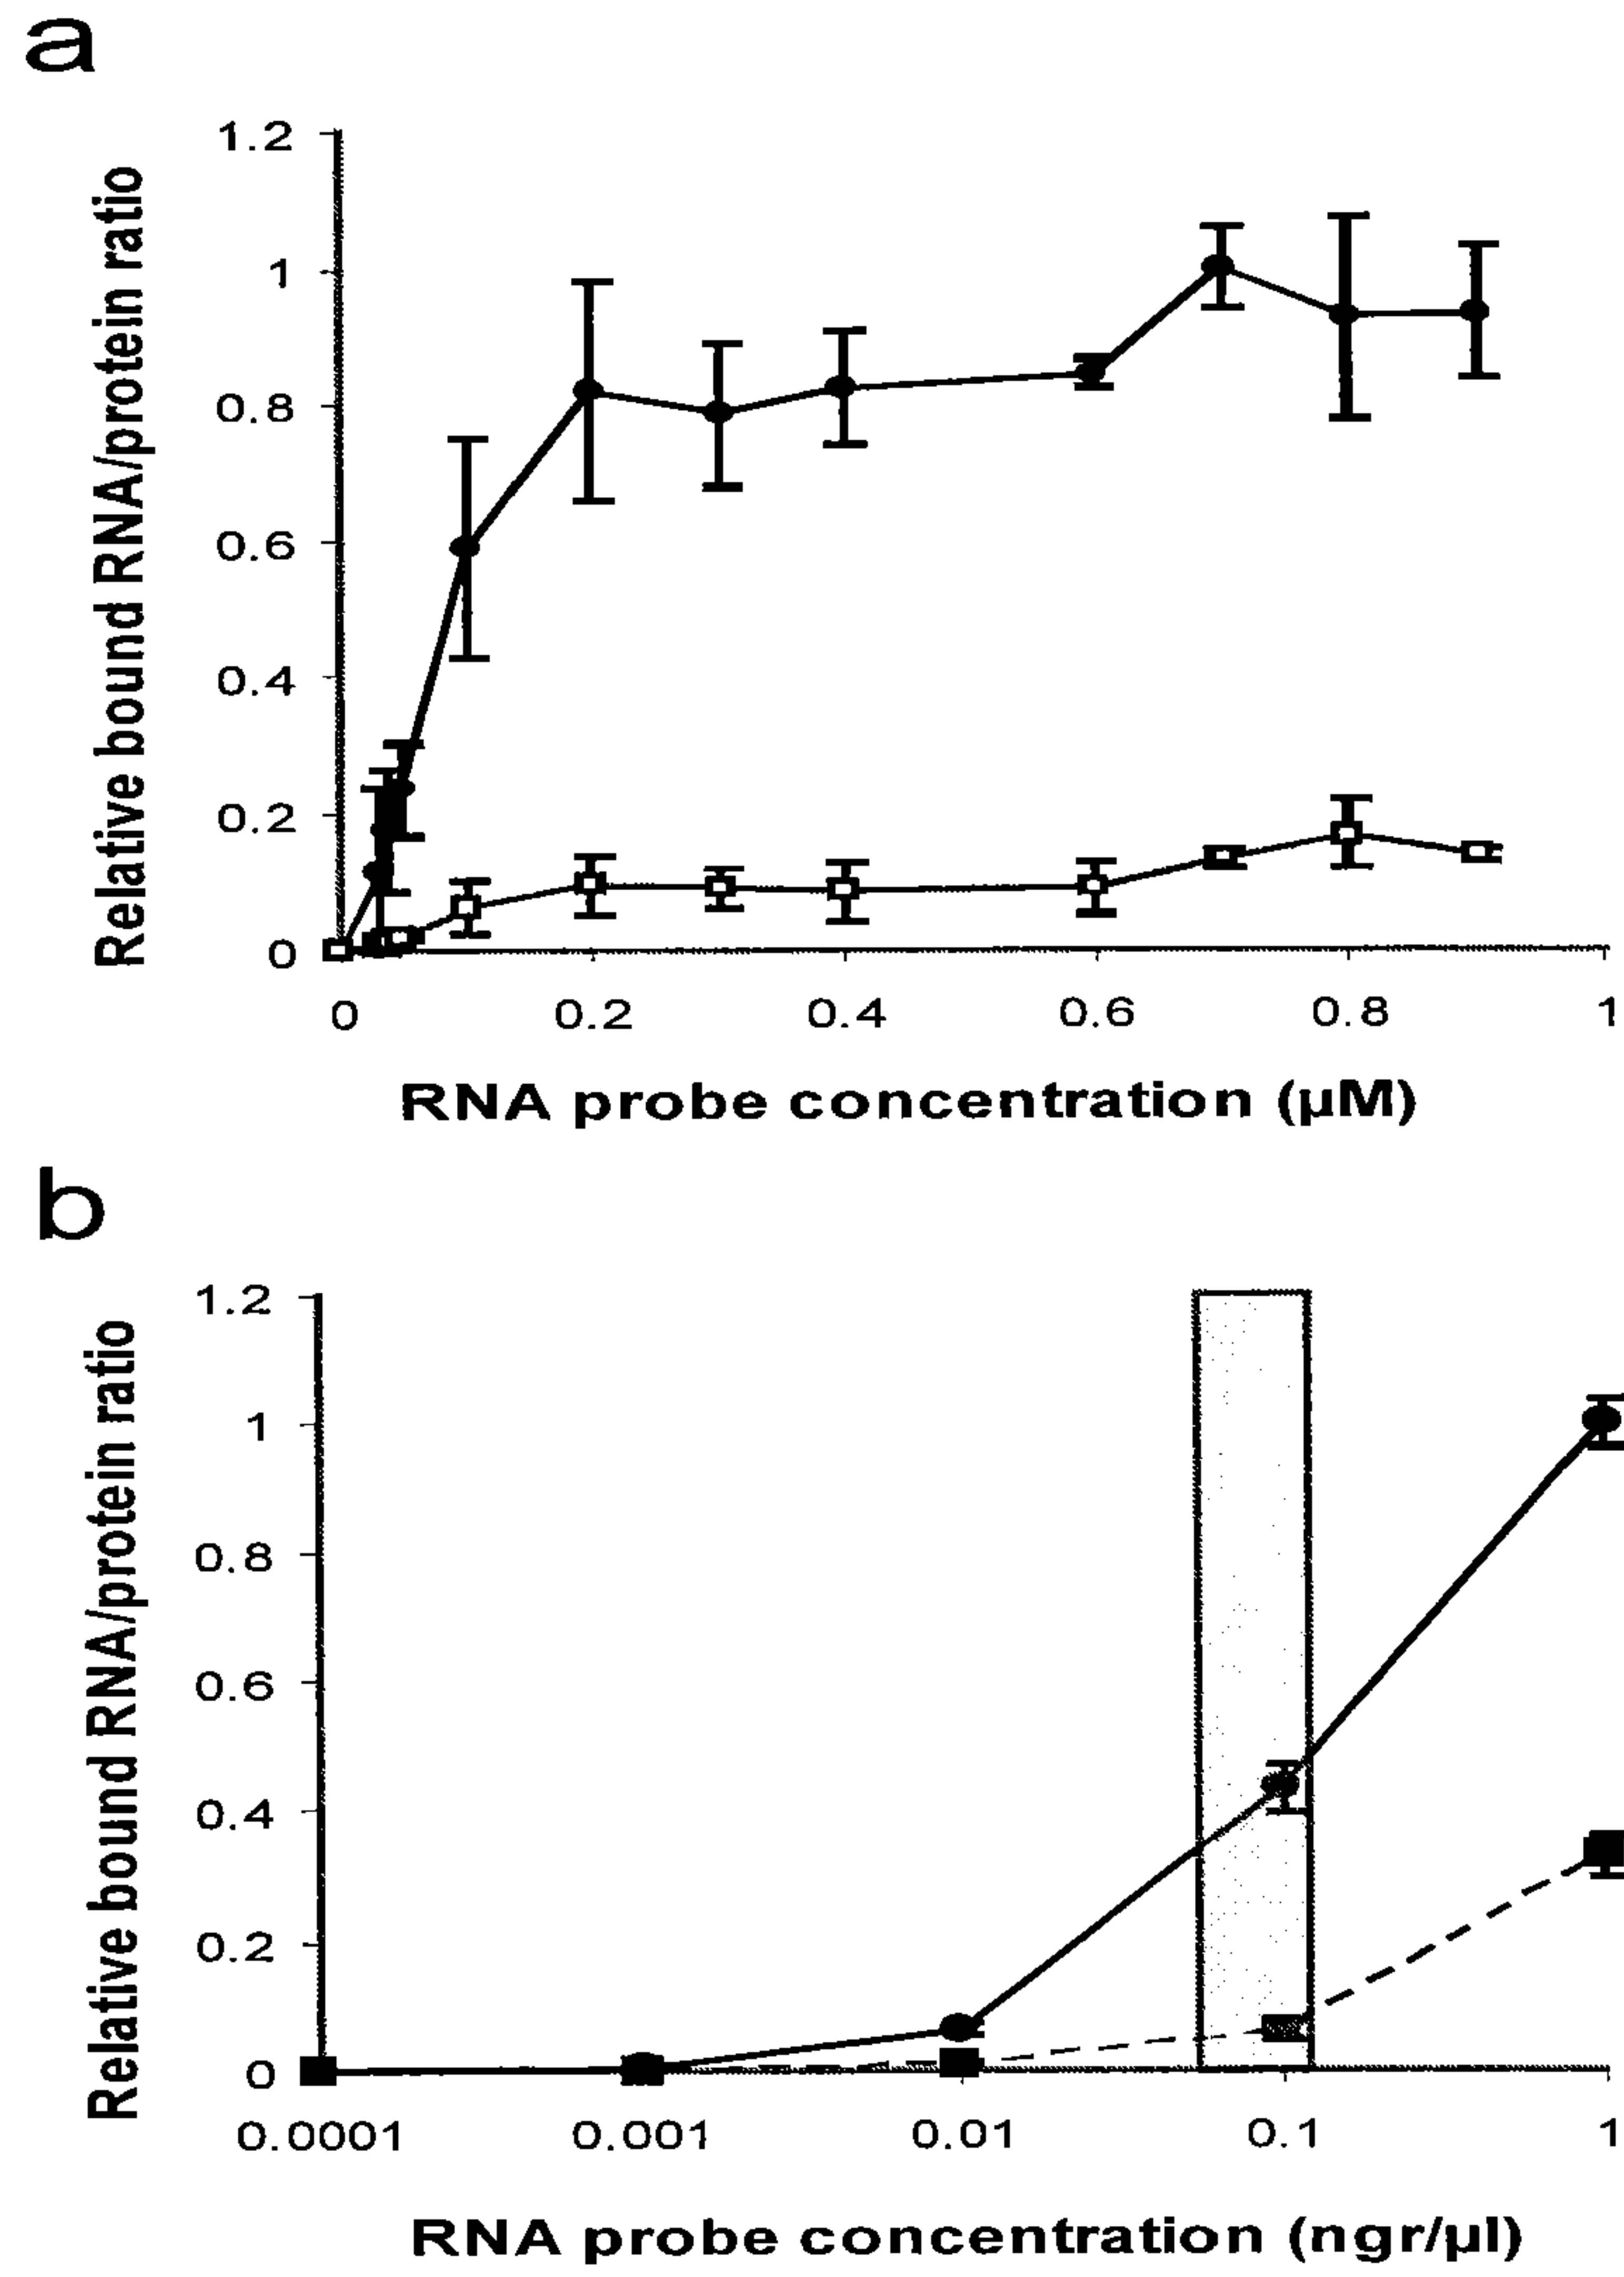 a
Relative bound RNA/protein ratio
1.2
1
0.8
0.6
0.4
0.2
0
0 0.2 0.4 0.6 0.8 1
RNA probe concentration (µM)
b
Relative bound RNA/protein ratio
1.2
1
0.8
0.6
0.4
0.2
0
0.0001 0.001 0.01 0.1 1
RNA probe concentration (ngr/µl)